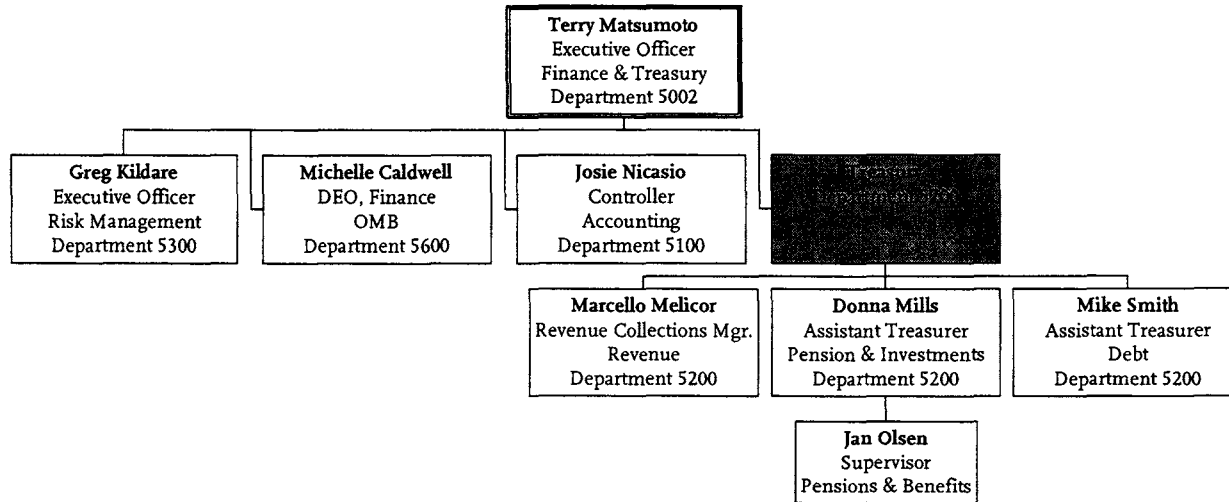 Terry Matsumoto
Executive Officer
Finance & Treasury
Department 5002
Greg Kildare
Executive Officer
Risk Management
Department 5300
Michelle Caldwell
DEO, Finance
OMB
Department 5600
Josie Nicasio
Controller
Accounting
Department 5100
Marcello Melicor
Revenue Collections Mgr.
Revenue
Department 5200
Donna Mills
Assistant Treasurer
Pension & Investments
Department 5200
Mike Smith
Assistant Treasurer
Debt
Department 5200
Jan Olsen
Supervisor
Pensions & Benefits